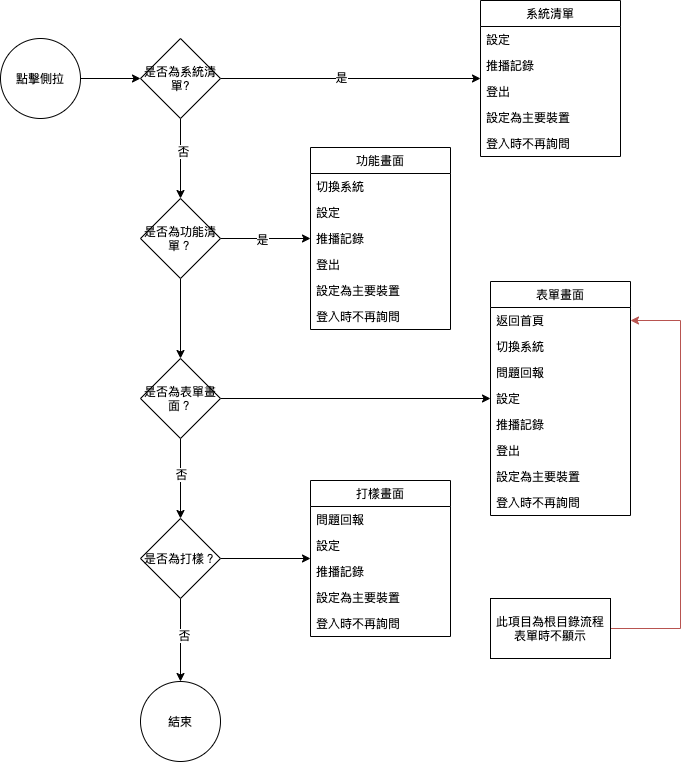 點擊側拉
是否為系統清
單?
是
系統清單
設定
推播記錄
登出
設定為主要裝置
登入時不再詢問
否
是否為功能清
單？
是
功能畫面
切換系統
設定
推播記錄
登出
設定為主要裝置
登入時不再詢問
是否為表單畫
面？
表單畫面
返回首頁
切換系統
問題回報
設定
推播記錄
登出
設定為主要裝置
登入時不再詢問
否
是否為打樣？
打樣畫面
問題回報
設定
推播記錄
設定為主要裝置
登入時不再詢問
此項目為根目錄流程
表單時不顯示
否
結束